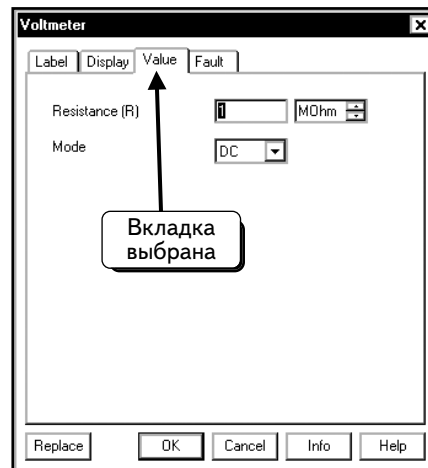 Voltmeter
Label Display Value Fault
Resistance (R) 1 MOhm
Mode DC
Вкладка
выбрана
Replace OK Cancel Info Help